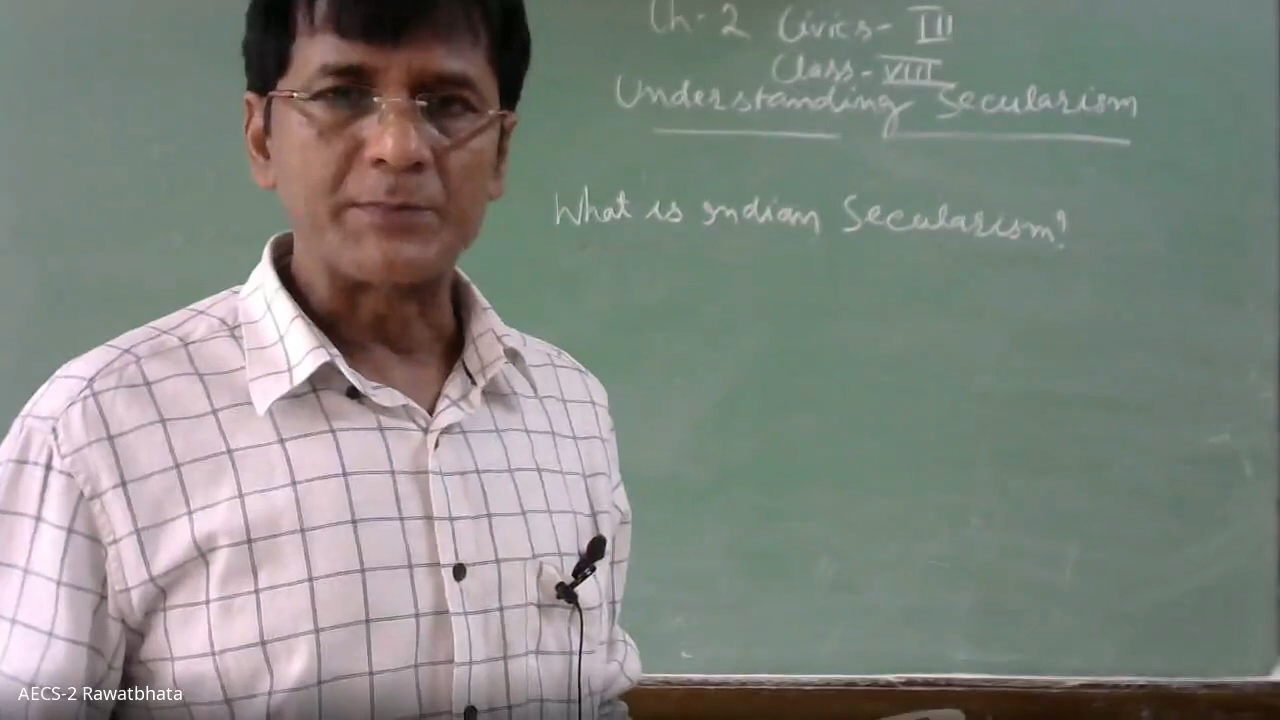 Ch-2 Civics-III
Class-VIII
Understanding Secularism
What is Indian Secularism?
AECS-2 Rawatbhata